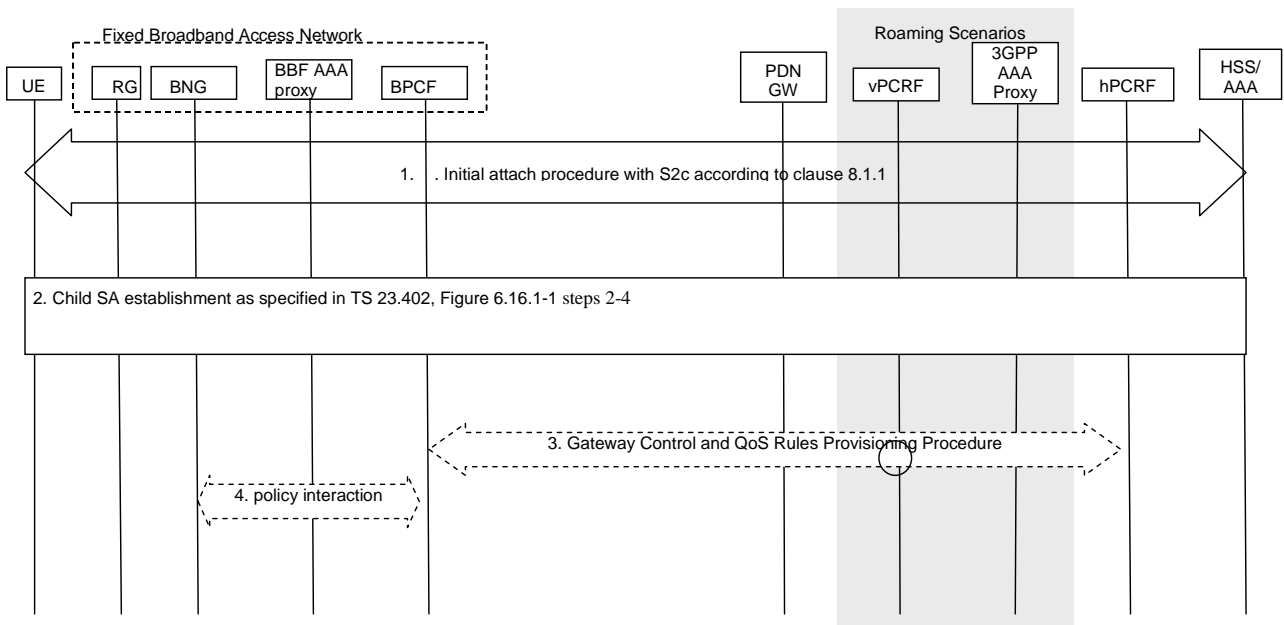 Fixed Broadband Access Network
Roaming Scenarios
UE
RG
BNG
BBF AAA
proxy
BPCF
PDN
GW
vPCRF
3GPP
AAA
Proxy
hPCRF
HSS/
AAA
1. . Initial attach procedure with S2c according to clause 8.1.1
2. Child SA establishment as specified in TS 23.402, Figure 6.16.1-1 steps 2-4
3. Gateway Control and QoS Rules Provisioning Procedure
4. policy interaction